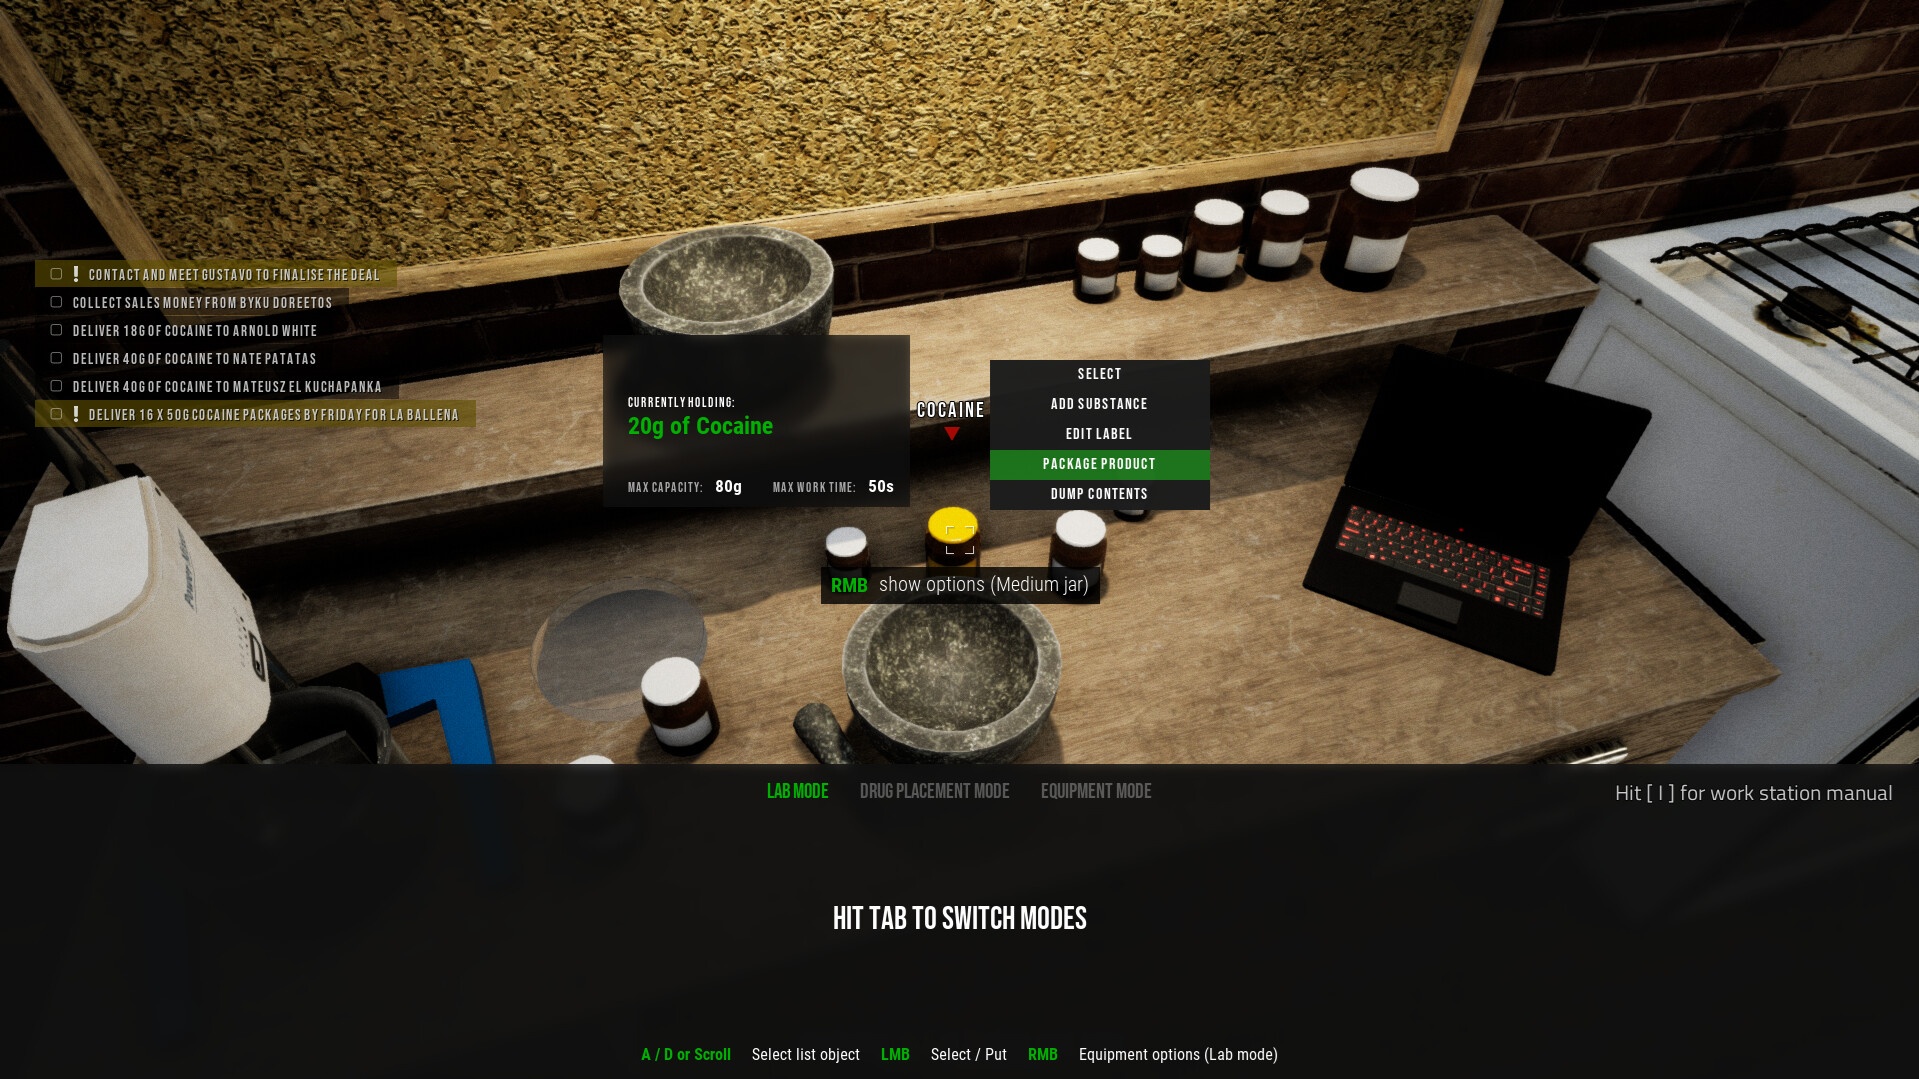 CONTACT AND MEET GUSTAVO TO FINALISE THE DEAL
COLLECT SALES MONEY FROM BYKU DOREETOS
DELIVER 18G OF COCAINE TO ARNOLD WHITE
DELIVER 40G OF COCAINE TO NATE PATATAS
DELIVER 40G OF COCAINE TO MATEUSZ EL KUCHAPANKA
DELIVER 16 X 50G COCAINE PACKAGES BY FRIDAY FOR LA BALLENA
CURRENTLY HOLDING:
20g of Cocaine
MAX CAPACITY: 80g MAX WORK TIME: 50s
COCAINE
SELECT
ADD SUBSTANCE
EDIT LABEL
PACKAGE PRODUCT
DUMP CONTENTS
RMB show options (Medium jar)
LAB MODE DRUG PLACEMENT MODE EQUIPMENT MODE
Hit [ I ] for work station manual
HIT TAB TO SWITCH MODES
A / D or Scroll Select list object LMB Select / Put RMB Equipment options (Lab mode)